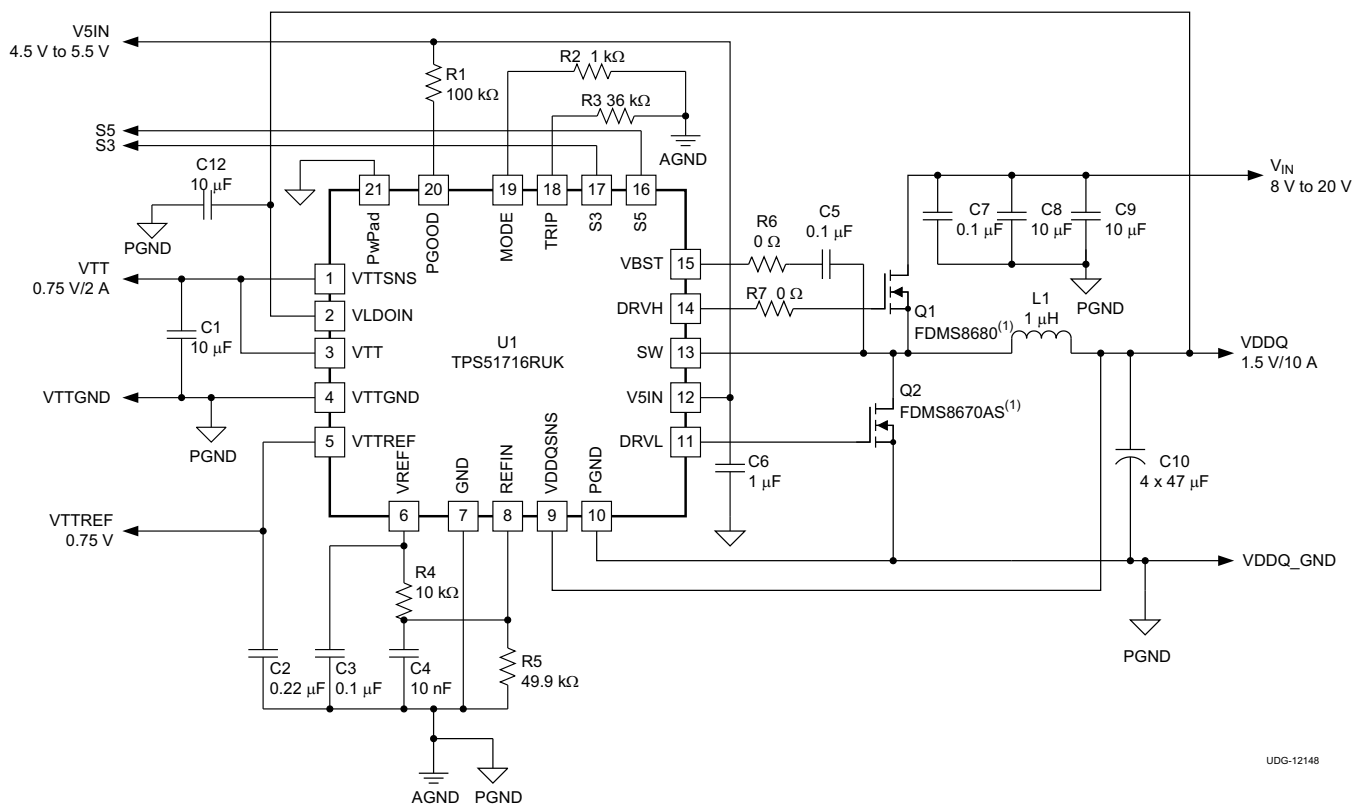 V5IN
4.5 V to 5.5 V
R1
100 kΩ
R2 1 kΩ
R3 36 kΩ
AGND
S5
S3
C12
10 μF
PGND
21
20
19
18
17
16
PwPad
PGOOD
MODE
TRIP
S3
S5
VTT
0.75 V/2 A
C1
10 μF
VTTGND
PGND
VTTREF
0.75 V
1
VTTSNS
2
VLDOIN
3
VTT
4
VTTGND
5
VTTREF
U1
TPS51716RUK
VBST
15
DRVH
14
SW
13
V5IN
12
DRVL
11
VREF
GND
REFIN
VDDQSNS
PGND
6
7
8
9
10
R6
0 Ω
C5
0.1 μF
R7 0 Ω
Q1
FDMS8680(1)
Q2
FDMS8670AS(1)
C6
1 μF
VIN
8 V to 20 V
C7
0.1 μF
C8
10 μF
C9
10 μF
PGND
L1
1 μH
VDDQ
1.5 V/10 A
C10
4 x 47 μF
VDDQ_GND
PGND
R4
10 kΩ
C2
0.22 μF
C3
0.1 μF
C4
10 nF
R5
49.9 kΩ
AGND
PGND
UDG-12148